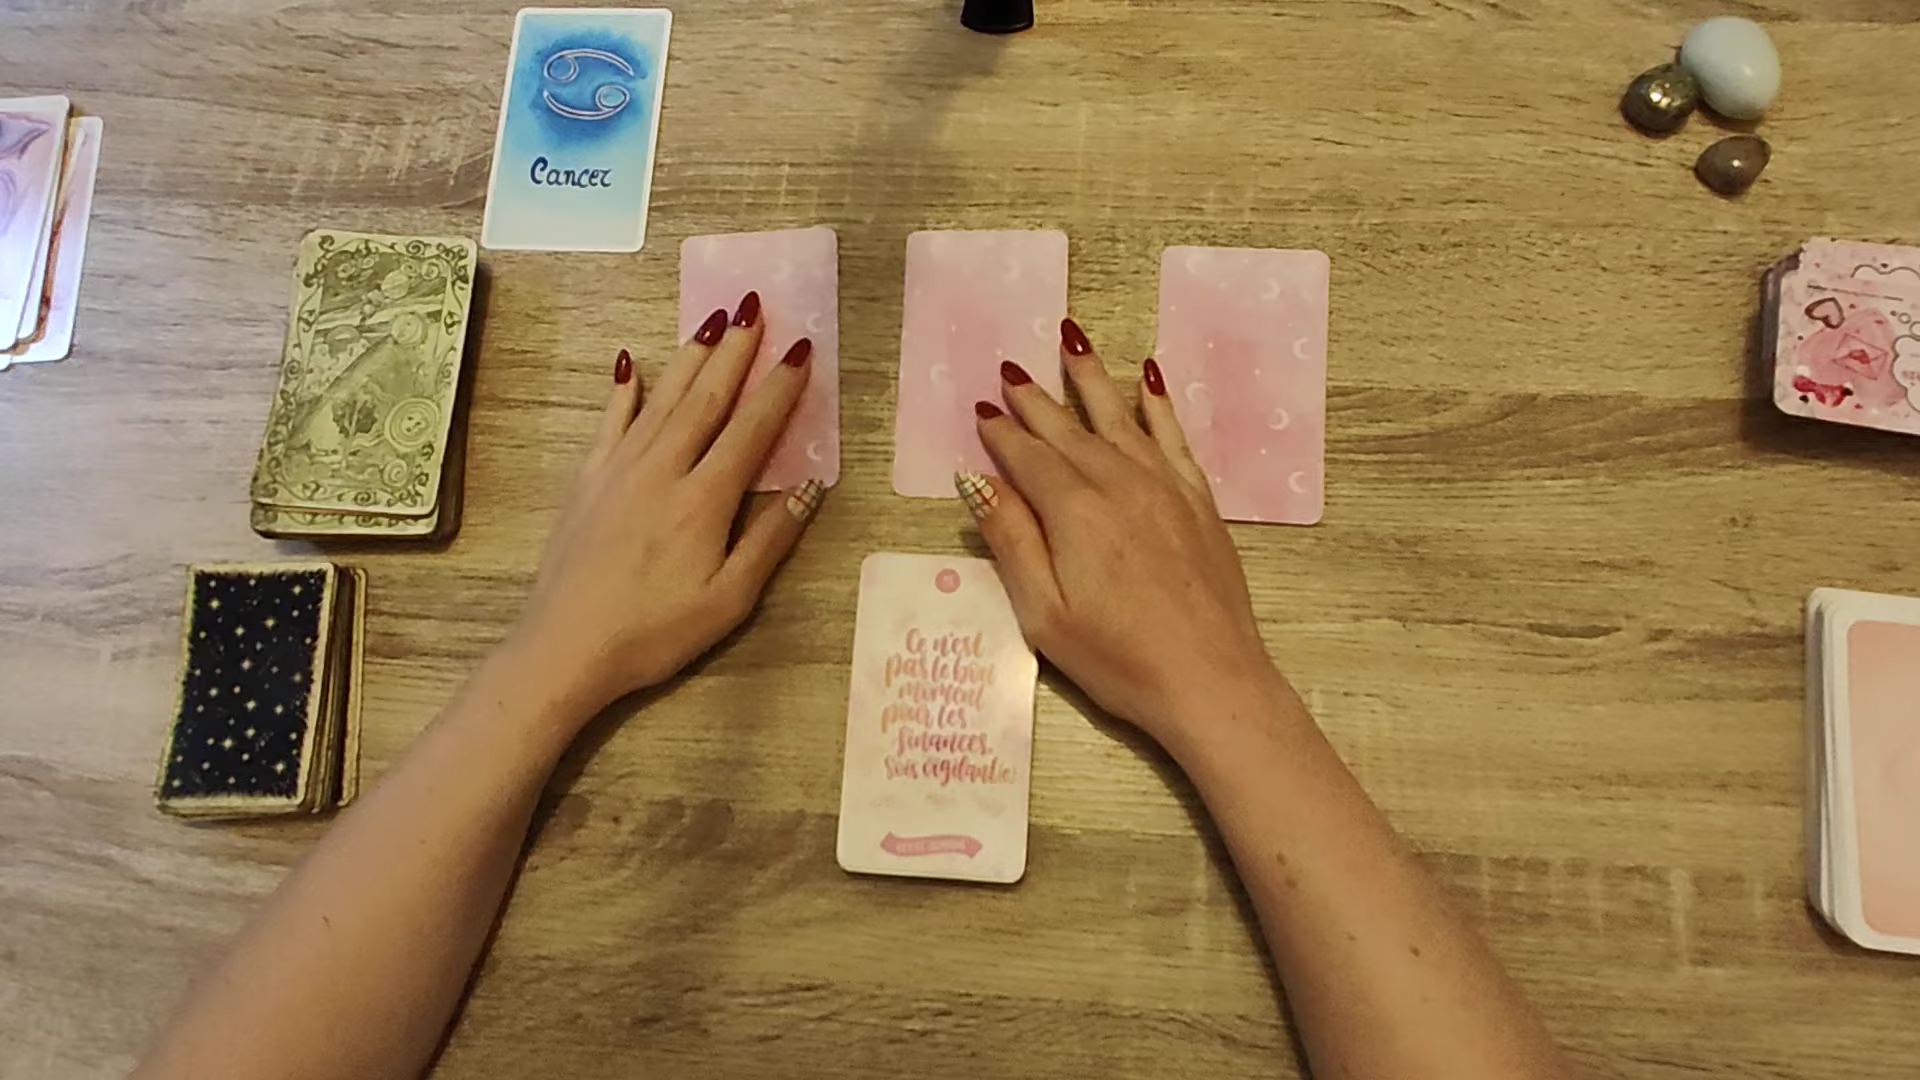 Cancer
Ce n'est
pas le bon
moment
pour les
finances.
Sois vigilant(e)